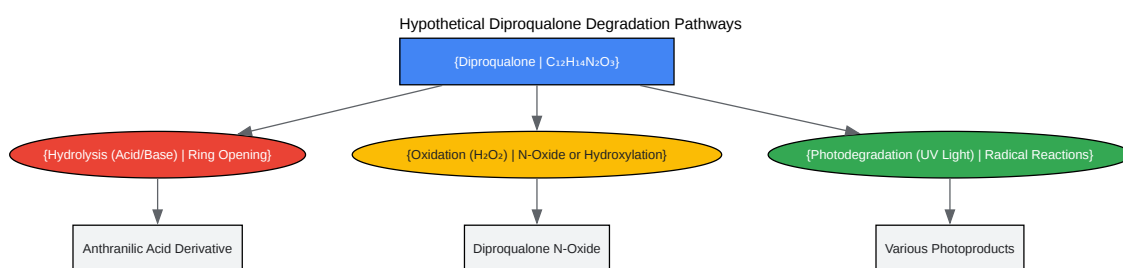 Hypothetical Diproqualone Degradation Pathways
{Diproqualone | C₁₂H₁₄N₂O₃}
{Hydrolysis (Acid/Base) | Ring Opening}
{Oxidation (H₂O₂) | N-Oxide or Hydroxylation}
{Photodegradation (UV Light) | Radical Reactions}
Anthranilic Acid Derivative
Diproqualone N-Oxide
Various Photoproducts